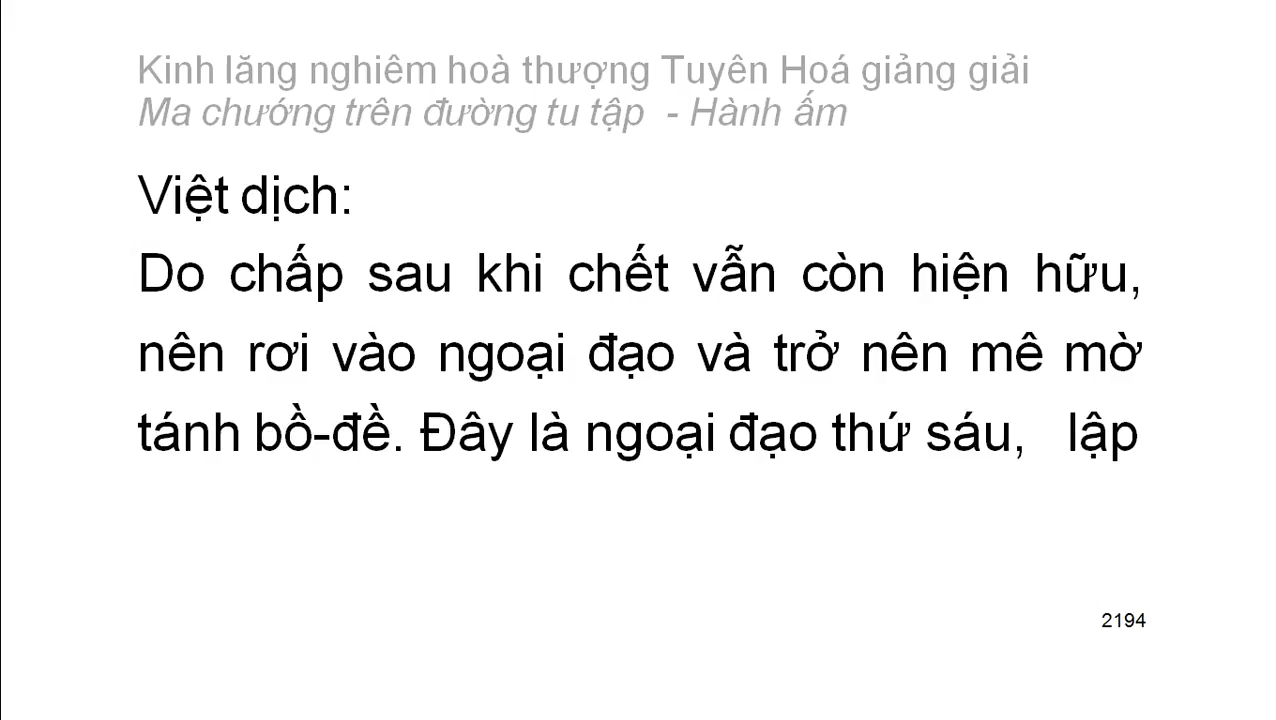 Kinh lăng nghiêm hoà thượng Tuyên Hoá giảng giải
Ma chướng trên đường tu tập - Hành ấm
Việt dịch:
Do chấp sau khi chết vẫn còn hiện hữu,
nên rơi vào ngoại đạo và trở nên mê mờ
tánh bồ-đề. Đây là ngoại đạo thứ sáu, lập
2194